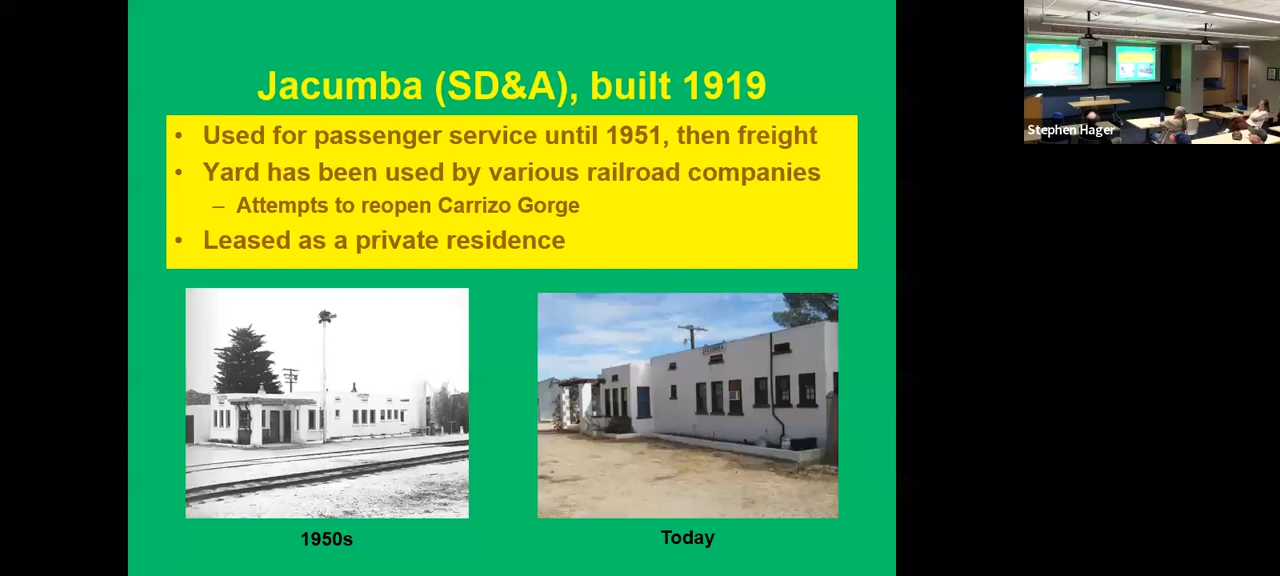 Jacumba (SD&A), built 1919
• Used for passenger service until 1951, then freight
• Yard has been used by various railroad companies
– Attempts to reopen Carrizo Gorge
• Leased as a private residence
JACUMBA
1950s
Today
Stephen Hager